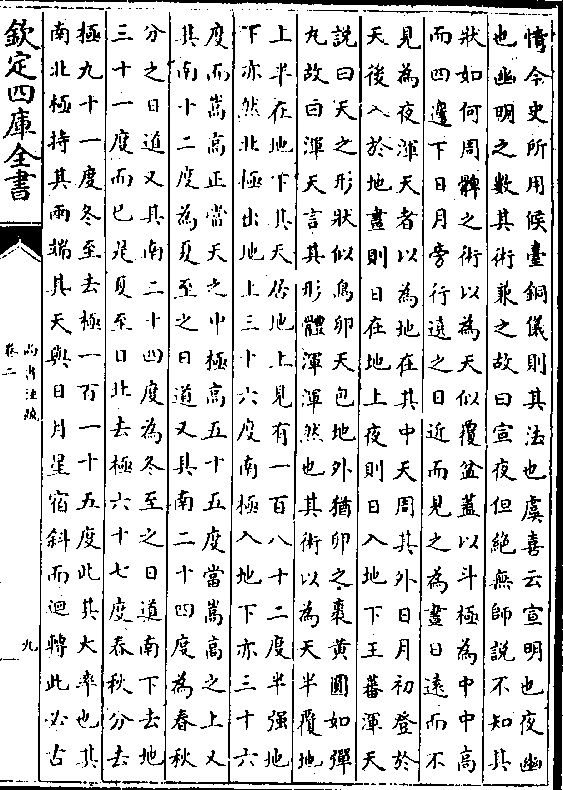 情今史所用候臺銅儀則其法也虞喜云宣明也夜幽
也幽明之數其術兼之故曰宣夜但絶無師說不知其
狀如何周髀之術以為天似覆盆蓋以斗極為中中高
而四邊下日月旁行遶之日近而見之為晝日遠而不
見為夜渾天者以為地在其中天周其外日月初登於
天後入於地晝則日在地上夜則日入地下王蕃渾天
說曰天之形狀似鳥卵天包地外猶卵之裹黃圓如彈
丸故曰渾天言其形體渾渾然也其術以為天半覆地
上半在地下其天居地上見有一百八十二度半强地
下亦然北極出地上三十六度南極入地下亦三十六
度而嵩高正當天之中極高五十五度當嵩高之上又
其南十二度為夏至之日道又其南二十四度為春秋
分之日道又其南二十四度為冬至之日道南下去地
三十一度而已是夏至日北去極六十七度春秋分去
極九十一度冬至去極一百一十五度此其大率也其
南北極持其兩端其天與日月星宿斜而迴轉此必古
欽定四庫全書
尚書注疏
卷二
九